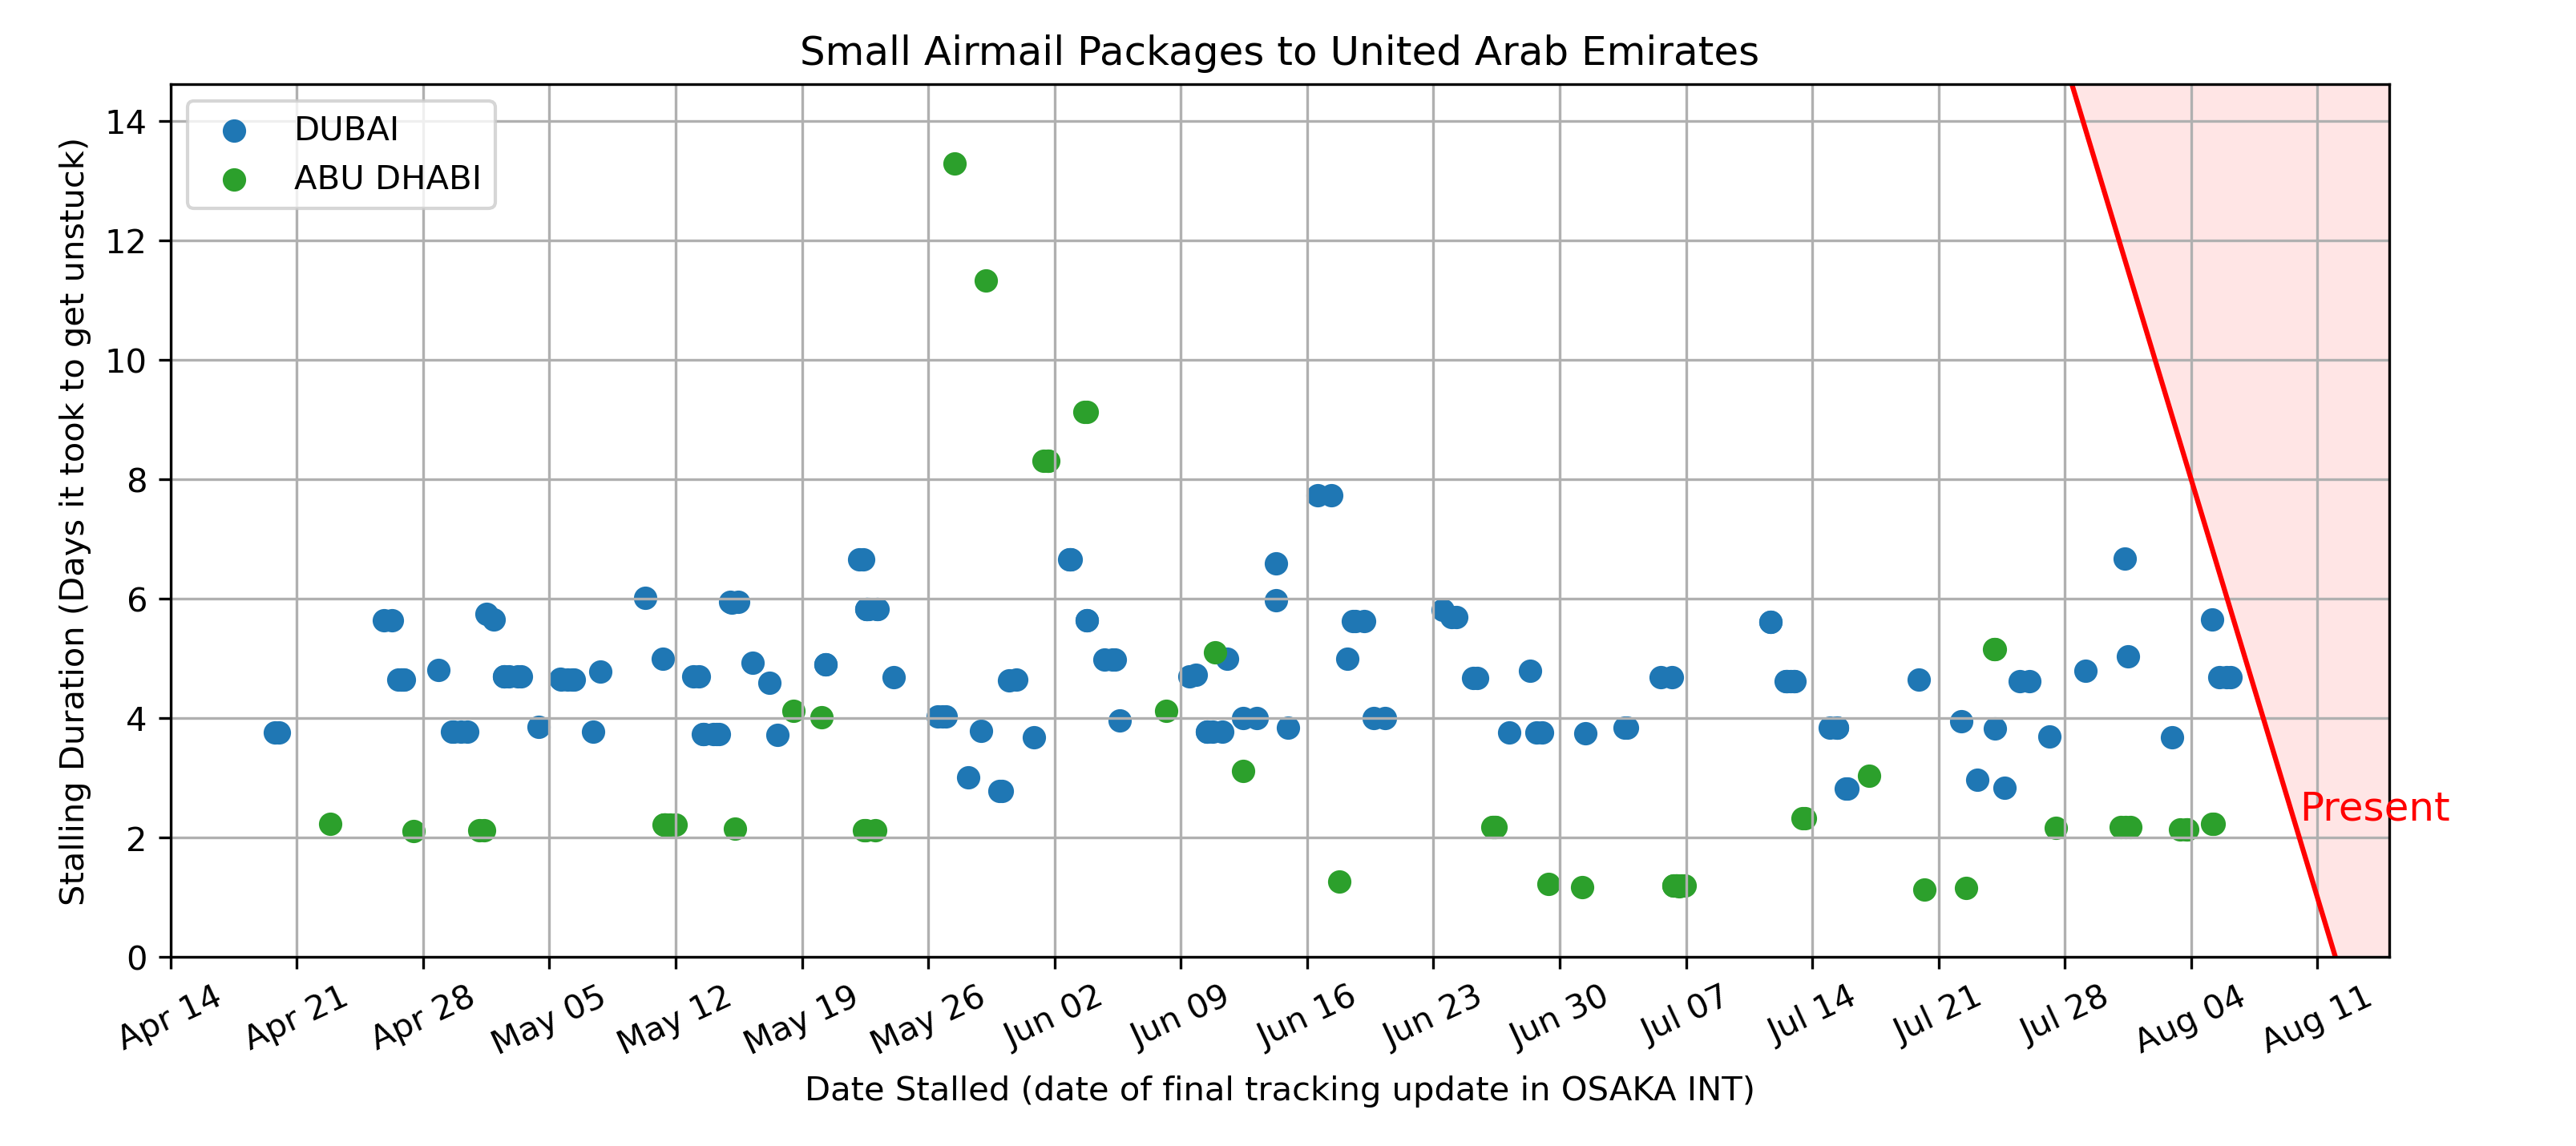 Small Airmail Packages to United Arab Emirates
DUBAI
ABU DHABI
Stalling Duration (Days it took to get unstuck)
14
12
10
8
6
4
2
0
Present
Apr 14
Apr 21
Apr 28
May 05
May 12
May 19
May 26
Jun 02
Jun 09
Jun 16
Jun 23
Jun 30
Jul 07
Jul 14
Jul 21
Jul 28
Aug 04
Aug 11
Date Stalled (date of final tracking update in OSAKA INT)